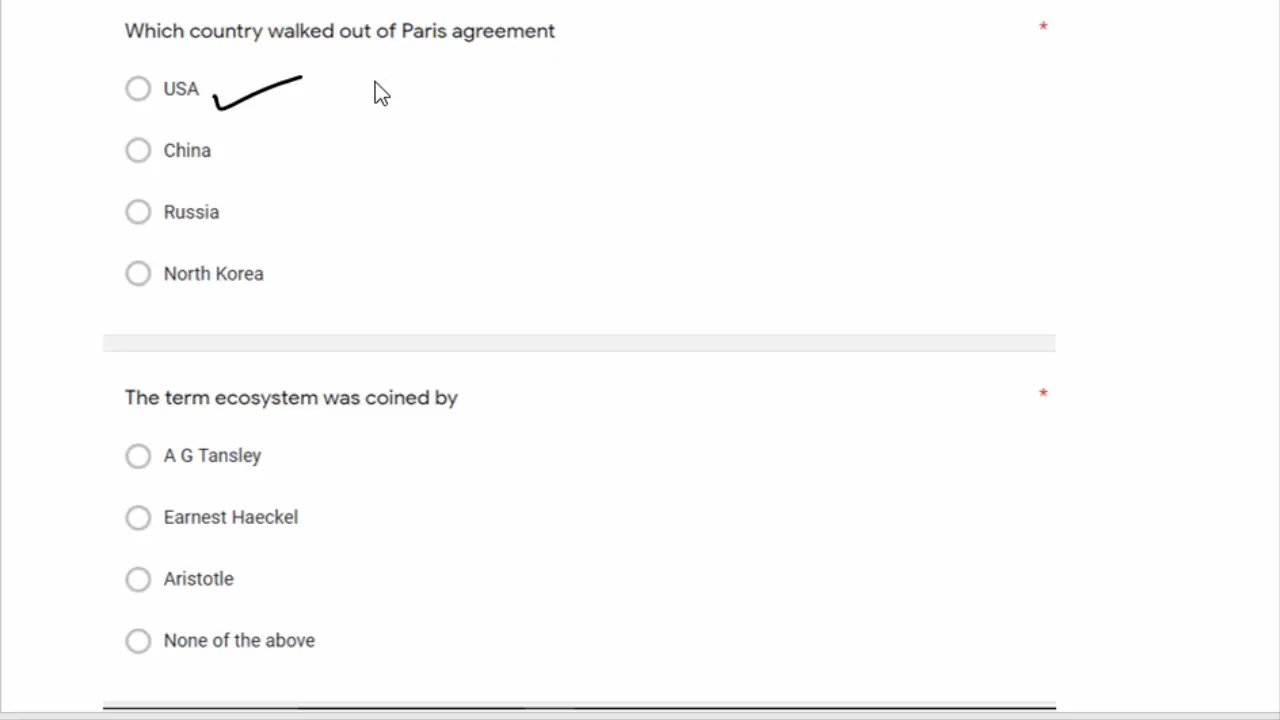 Which country walked out of Paris agreement *
USA
China
Russia
North Korea
The term ecosystem was coined by *
A G Tansley
Earnest Haeckel
Aristotle
None of the above